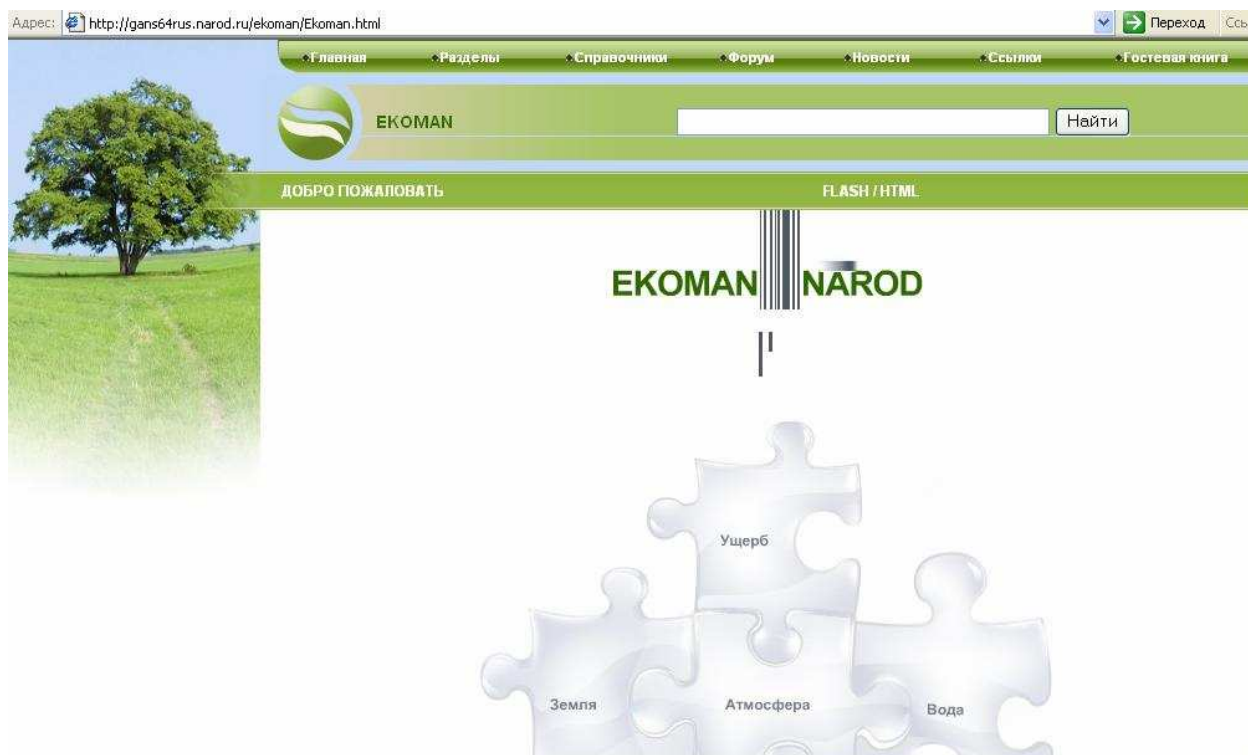 Адрес: http://gans64rus.narod.ru/ekoman/Ekoman.html Переход Ссы
Главная Разделы Справочники Форум Новости Ссылки Гостевая книга
EKOMAN Найти
ДОБРО ПОЖАЛОВАТЬ FLASH / HTML
EKOMAN NAROD
Ущерб
Земля Атмосфера Вода